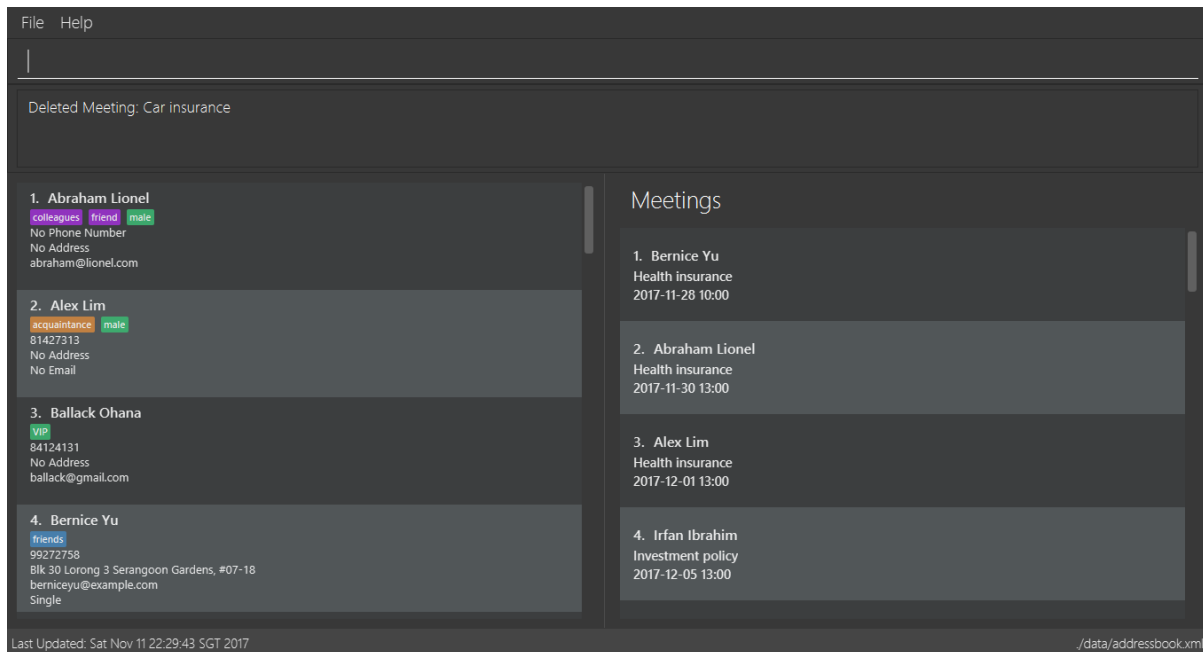 File Help
Deleted Meeting: Car insurance
1. Abraham Lionel
colleagues friend male
No Phone Number
No Address
abraham@lionel.com
2. Alex Lim
acquaintance male
81427313
No Address
No Email
3. Ballack Ohana
VIP
84124131
No Address
ballack@gmail.com
4. Bernice Yu
friends
99272758
Blk 30 Lorong 3 Serangoon Gardens, #07-18
berniceyu@example.com
Single
Meetings
1. Bernice Yu
Health insurance
2017-11-28 10:00
2. Abraham Lionel
Health insurance
2017-11-30 13:00
3. Alex Lim
Health insurance
2017-12-01 13:00
4. Irfan Ibrahim
Investment policy
2017-12-05 13:00
Last Updated: Sat Nov 11 22:29:43 SGT 2017
./data/addressbook.xml